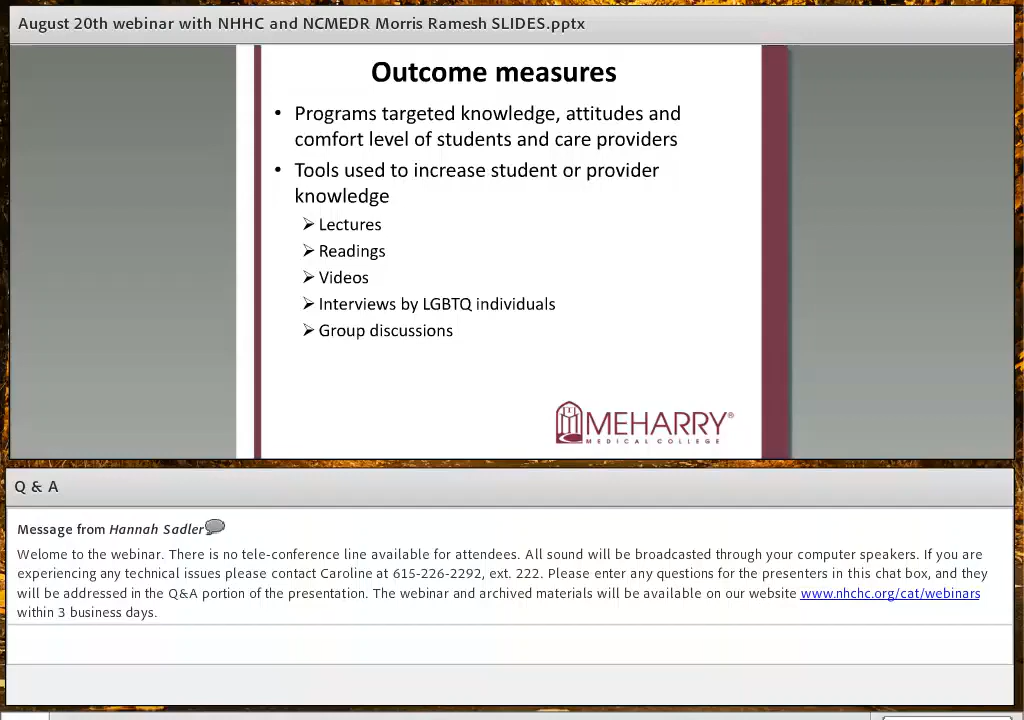 August 20th webinar with NHHC and NCMEDR Morris Ramesh SLIDES.pptx
Outcome measures
• Programs targeted knowledge, attitudes and
comfort level of students and care providers
• Tools used to increase student or provider
knowledge
➢ Lectures
➢ Readings
➢ Videos
➢ Interviews by LGBTQ individuals
➢ Group discussions
MEHARRY®
MEDICAL COLLEGE
Q & A
Message from Hannah Sadler
Welome to the webinar. There is no tele-conference line available for attendees. All sound will be broadcasted through your computer speakers. If you are
experiencing any technical issues please contact Caroline at 615-226-2292, ext. 222. Please enter any questions for the presenters in this chat box, and they
will be addressed in the Q&A portion of the presentation. The webinar and archived materials will be available on our website www.nhchc.org/cat/webinars
within 3 business days.